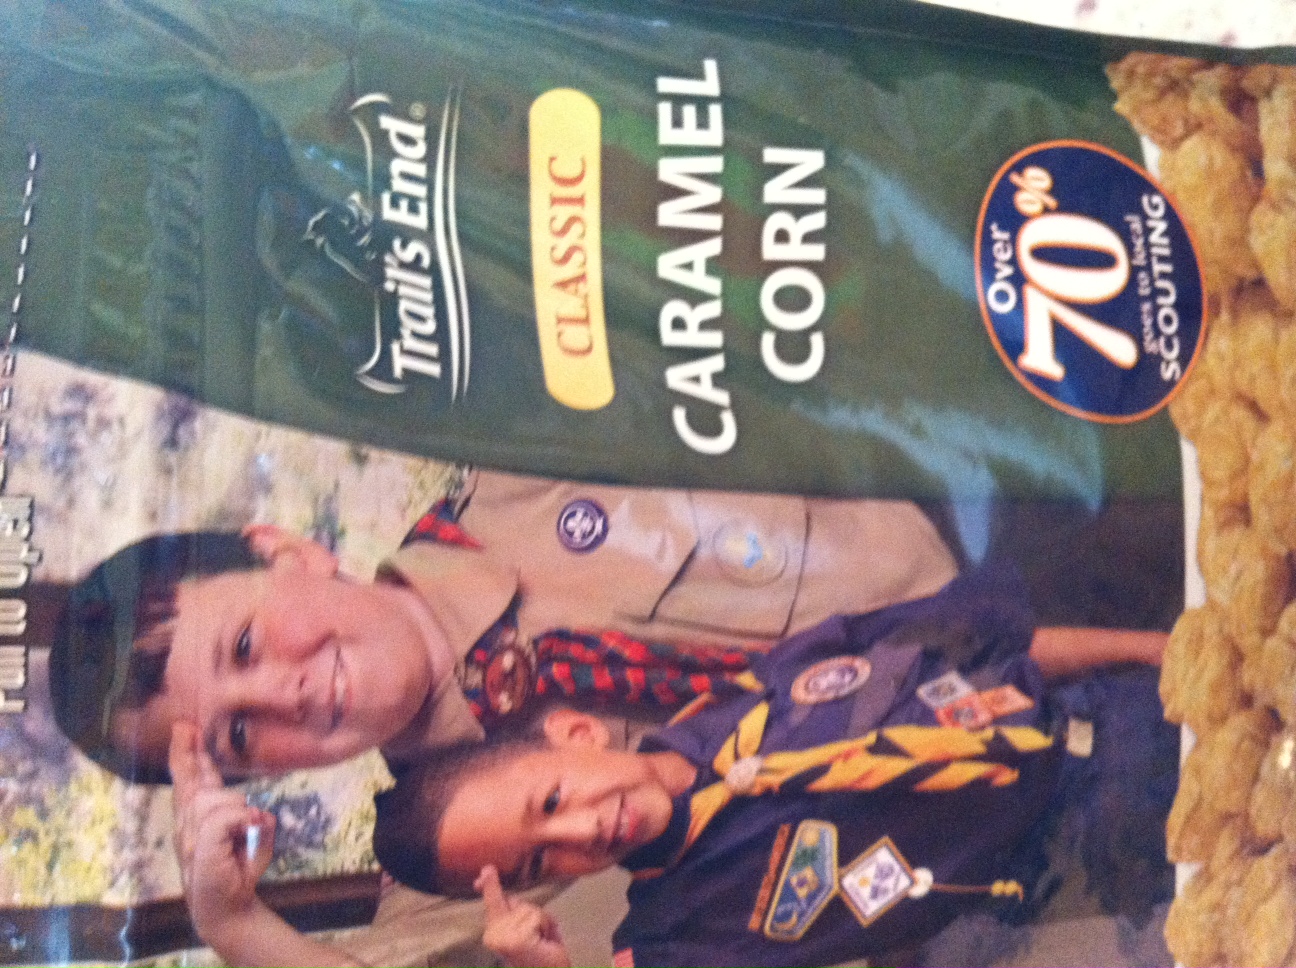 Pull to Open
Trail's End®
CLASSIC
CARAMEL
CORN
Over
70%
goes to local
SCOUTING